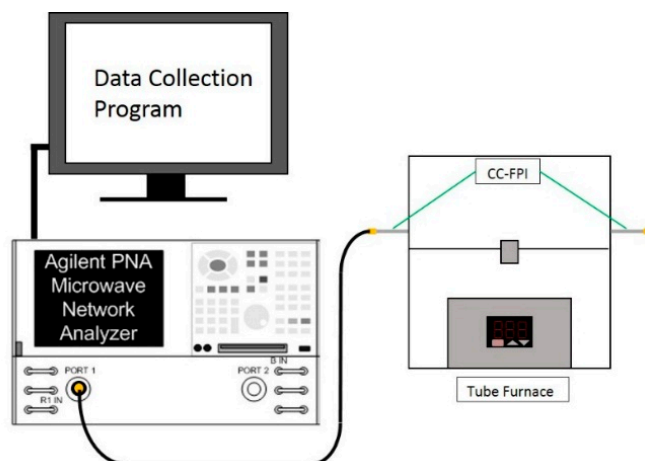 Data Collection
Program
CC-FPI
Agilent PNA
Microwave
Network
Analyzer
B IN
PORT 1
PORT 2
R1 IN
Tube Furnace